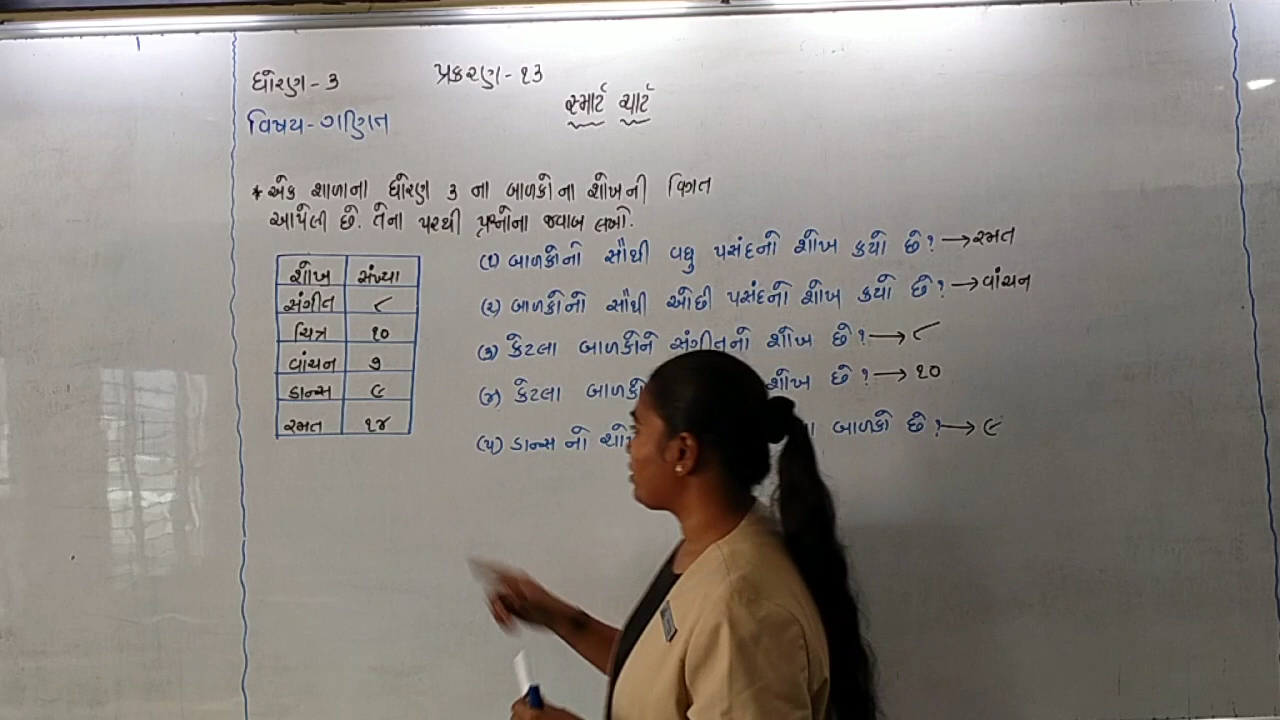 ધોરણ - ૩
પ્રકરણ - ૧૩
સ્માર્ટ ચાર્ટ
વિષય - ગણિત
* એક શાળાના ધોરણ ૩ ના બાળકોના શોખની વિગત
આપેલી છે. તેના પરથી પ્રશ્નોના જવાબ લખો.
શોખ સંખ્યા
સંગીત ૮
ચિત્ર ૧૦
વાંચન ૭
ડાન્સ ૯
રમત ૧૪
(૧) બાળકોનો સૌથી વધુ પસંદનો શોખ કયો છે? → રમત
(૨) બાળકોનો સૌથી ઓછી પસંદનો શોખ કયો છે? → વાંચન
(૩) કેટલા બાળકોને સંગીતનો શોખ છે? → ૮
(૪) કેટલા શોખ છે? → ૧૦
(૫) ડાન્સ નો બાળકો છે? → ૯